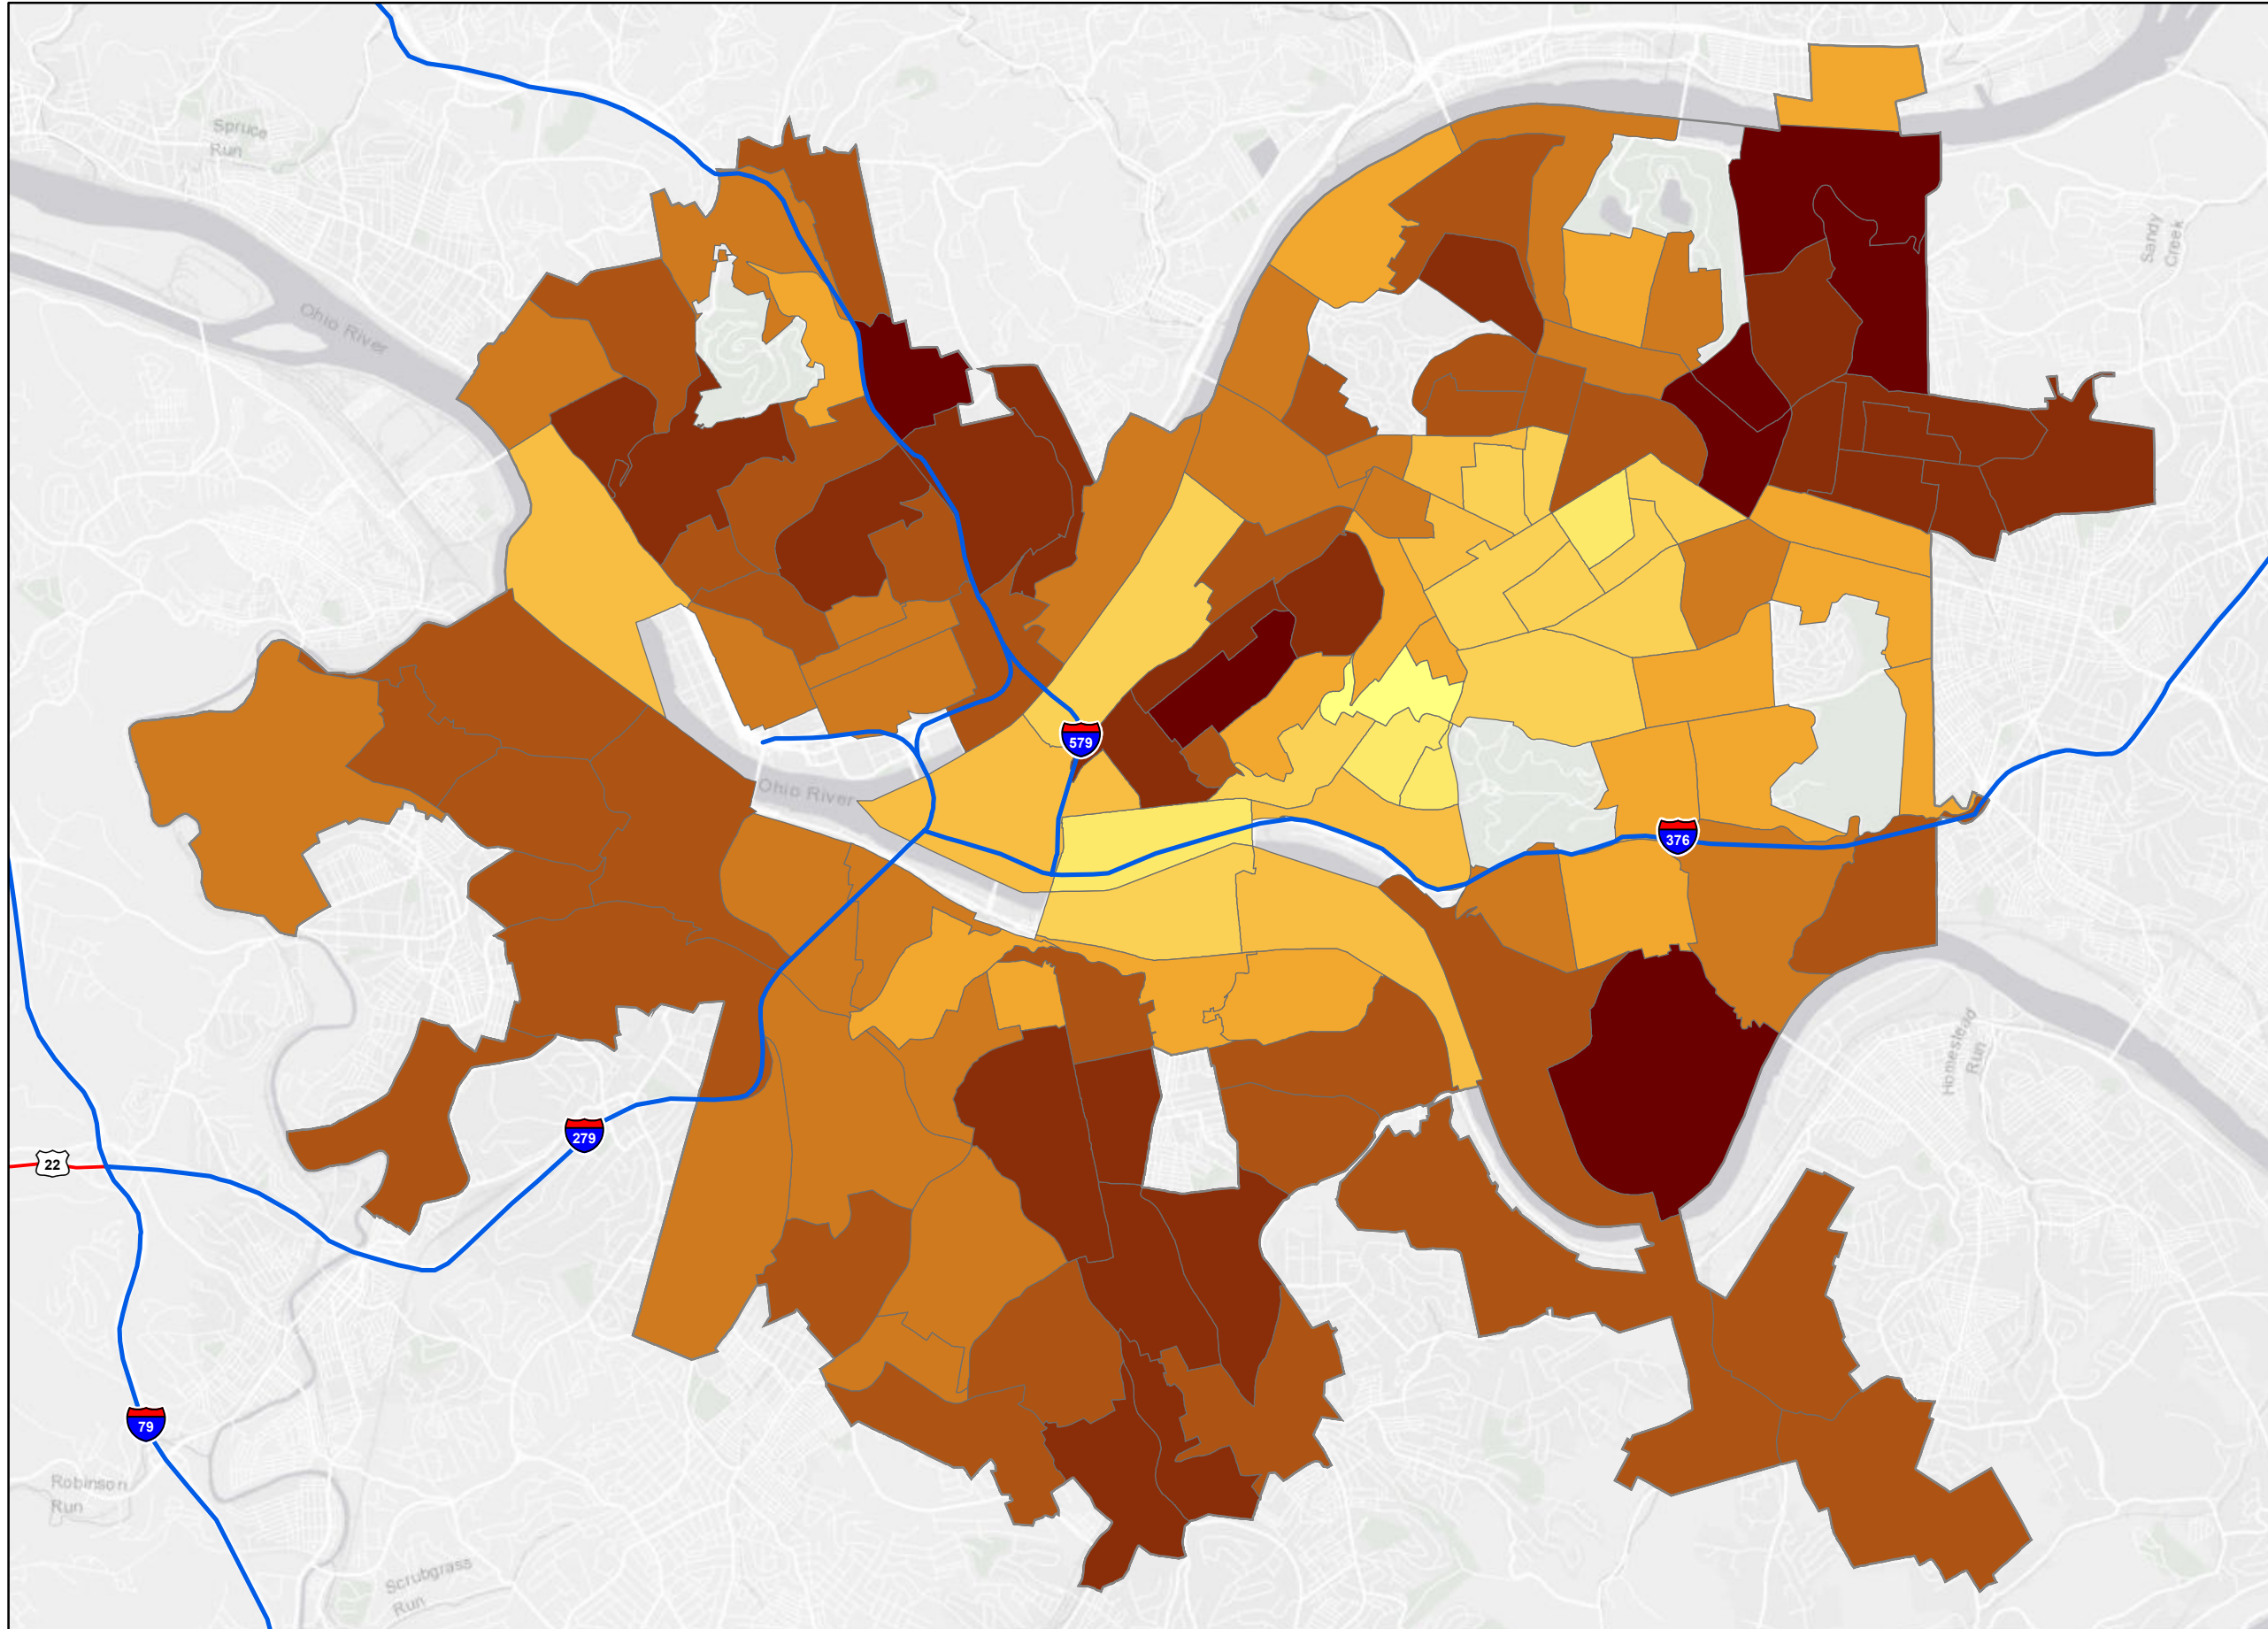 Spruce
Run
Ohio River
Sandy
Creek
579
Ohio River
376
Homestead
Run
279
22
79
Robinson
Run
Scrubgrass
Run